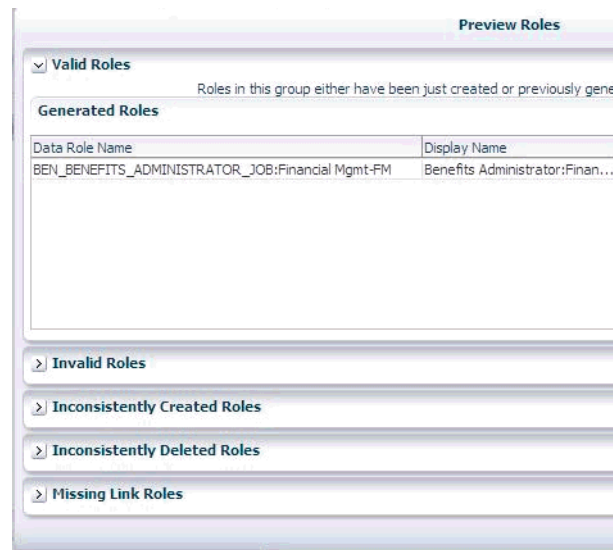 Preview Roles
Valid Roles
Roles in this group either have been just created or previously gene
Generated Roles
Data Role Name Display Name
BEN_BENEFITS_ADMINISTRATOR_JOB:Financial Mgmt-FM Benefits Administrator:Finan...
Invalid Roles
Inconsistently Created Roles
Inconsistently Deleted Roles
Missing Link Roles